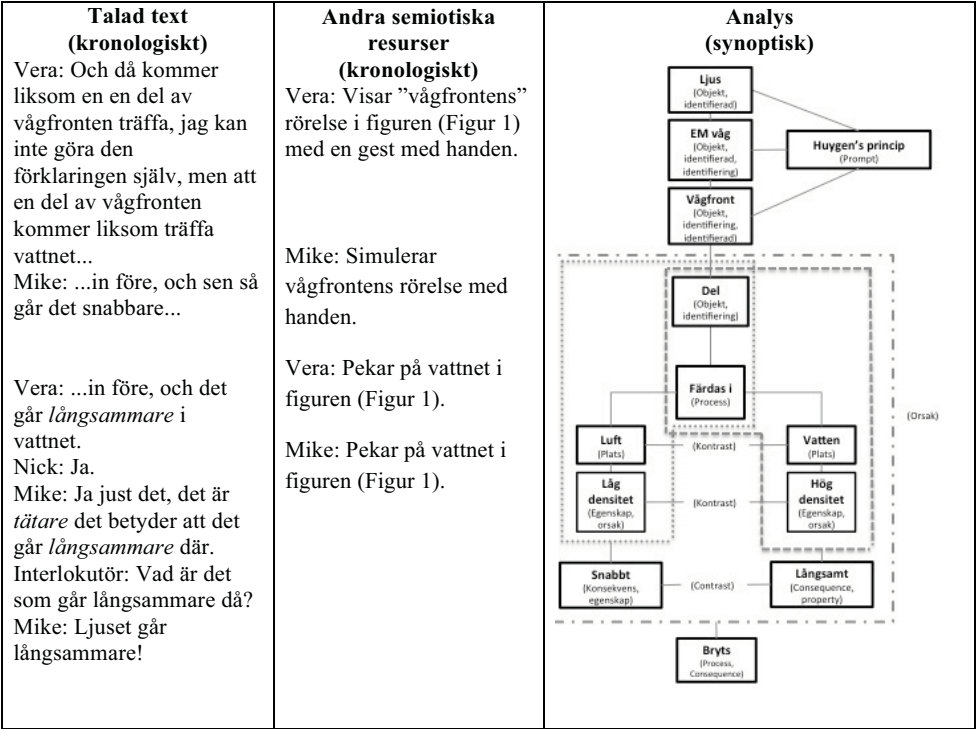 Talad text
(kronologiskt)
Vera: Och då kommer
liksom en en del av
vågfronten träffa, jag kan
inte göra den
förklaringen själv, men att
en del av vågfronten
kommer liksom träffa
vattnet...
Mike: ...in före, och sen så
går det snabbare...
Vera: ...in före, och det
går långsammare i
vattnet.
Nick: Ja.
Mike: Ja just det, det är
tätare det betyder att det
går långsammare där.
Interlokutör: Vad är det
som går långsammare då?
Mike: Ljuset går
långsammare!
Andra semiotiska
resurser
(kronologiskt)
Vera: Visar ”vågfrontens”
rörelse i figuren (Figur 1)
med en gest med handen.
Mike: Simulerar
vågfrontens rörelse med
handen.
Vera: Pekar på vattnet i
figuren (Figur 1).
Mike: Pekar på vattnet i
figuren (Figur 1).
Analys
(synoptisk)
Ljus
(Objekt,
identifierad)
EM våg
(Objekt,
identifierad,
identifiering)
Huygen's princip
(Prompt)
Vågfront
(Objekt,
identifiering,
identifierad)
Del
(Objekt,
identifiering)
Färdas i
(Process)
(Orsak)
Luft
(Plats)
(Kontrast)
Vatten
(Plats)
Låg
densitet
(Egenskap,
orsak)
(Kontrast)
Hög
densitet
(Egenskap,
orsak)
Snabbt
(Konsekvens,
egenskap)
(Contrast)
Långsamt
(Consequence,
property)
Bryts
(Process,
Consequence)